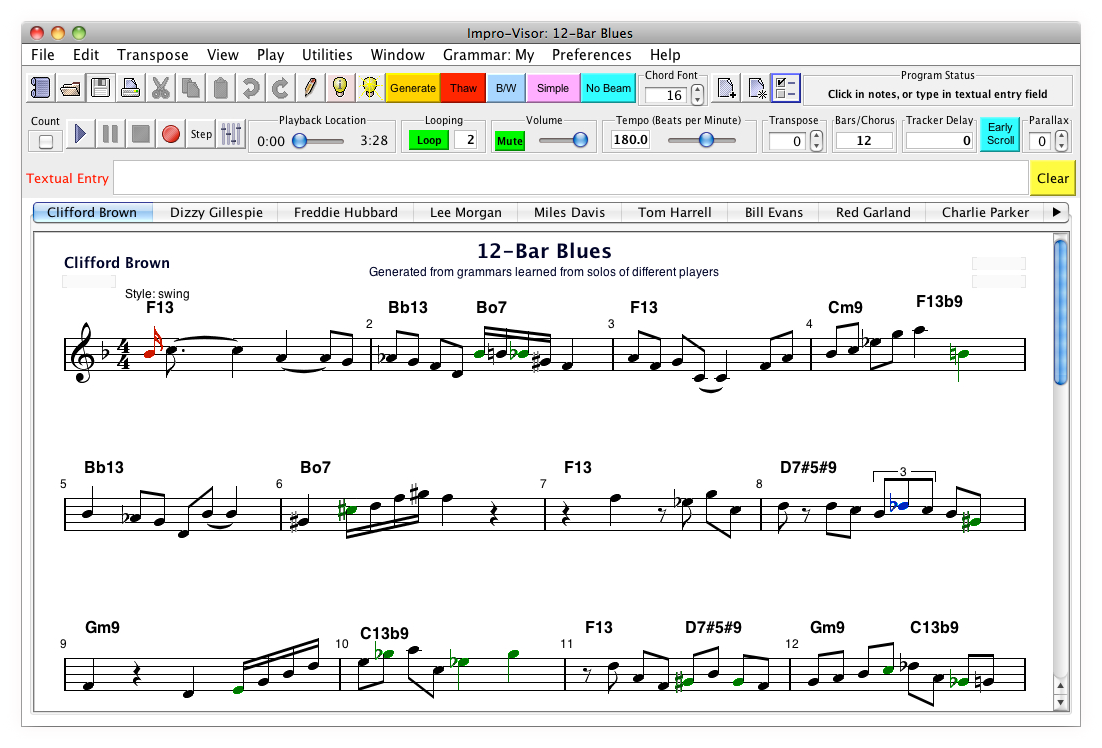 Impro-Visor: 12-Bar Blues
File Edit Transpose View Play Utilities Window Grammar: My Preferences Help
Generate Thaw B/W Simple No Beam Chord Font 16 Program Status
Click in notes, or type in textual entry field
Count Step Playback Location 0:00 3:28 Looping Loop 2 Volume Mute Tempo (Beats per Minute) 180.0 Transpose 0 Bars/Chorus 12 Tracker Delay 0 Early Scroll Parallax 0
Textual Entry Clear
Clifford Brown Dizzy Gillespie Freddie Hubbard Lee Morgan Miles Davis Tom Harrell Bill Evans Red Garland Charlie Parker
12-Bar Blues
Clifford Brown
Generated from grammars learned from solos of different players
Style: swing
F13 Bb13 Bo7 F13 Cm9 F13b9
2 3 4
4
4
Bb13 Bo7 F13 D7#5#9
5 6 7 8 3
Gm9 C13b9 F13 D7#5#9 Gm9 C13b9
9 10 11 12